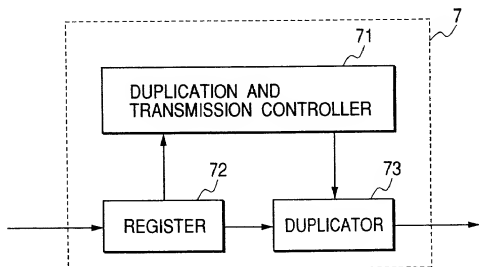 7
71
DUPLICATION AND
TRANSMISSION CONTROLLER
72
73
REGISTER
DUPLICATOR